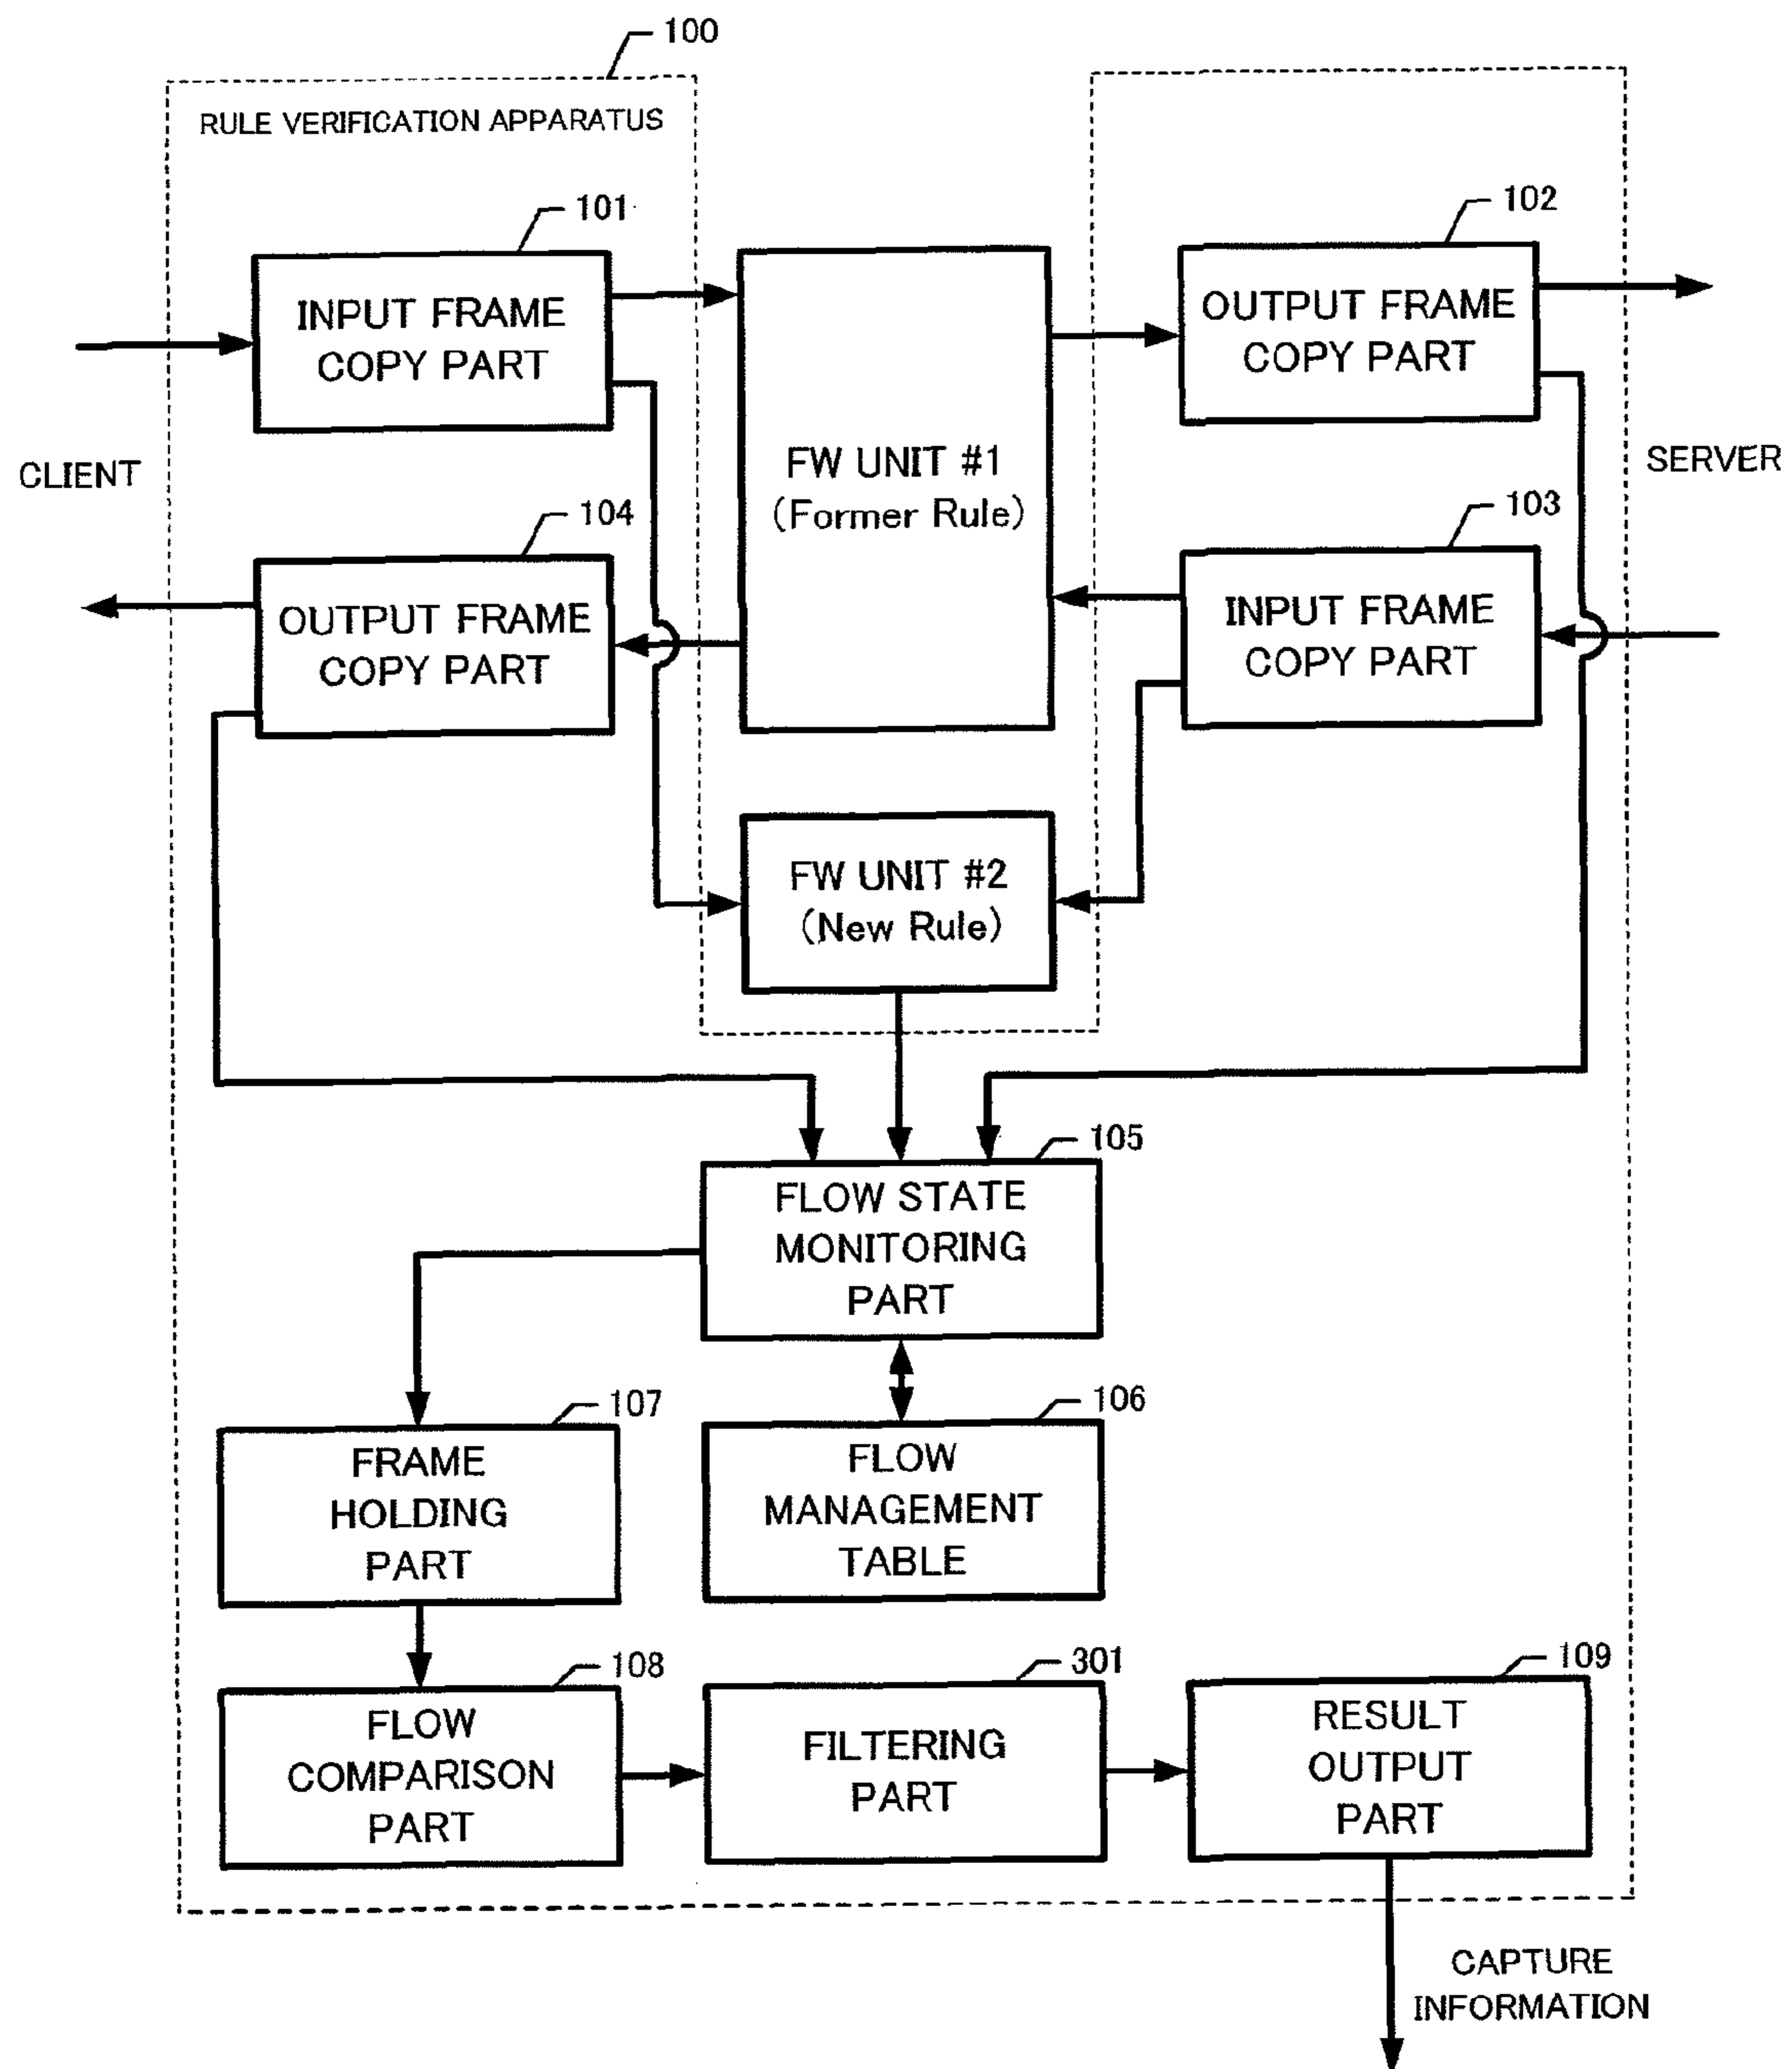 100
RULE VERIFICATION APPARATUS
101
INPUT FRAME
COPY PART
102
OUTPUT FRAME
COPY PART
CLIENT
FW UNIT #1
(Former Rule)
SERVER
104
OUTPUT FRAME
COPY PART
103
INPUT FRAME
COPY PART
FW UNIT #2
(New Rule)
105
FLOW STATE
MONITORING
PART
107
FRAME
HOLDING
PART
106
FLOW
MANAGEMENT
TABLE
108
FLOW
COMPARISON
PART
301
FILTERING
PART
109
RESULT
OUTPUT
PART
CAPTURE
INFORMATION